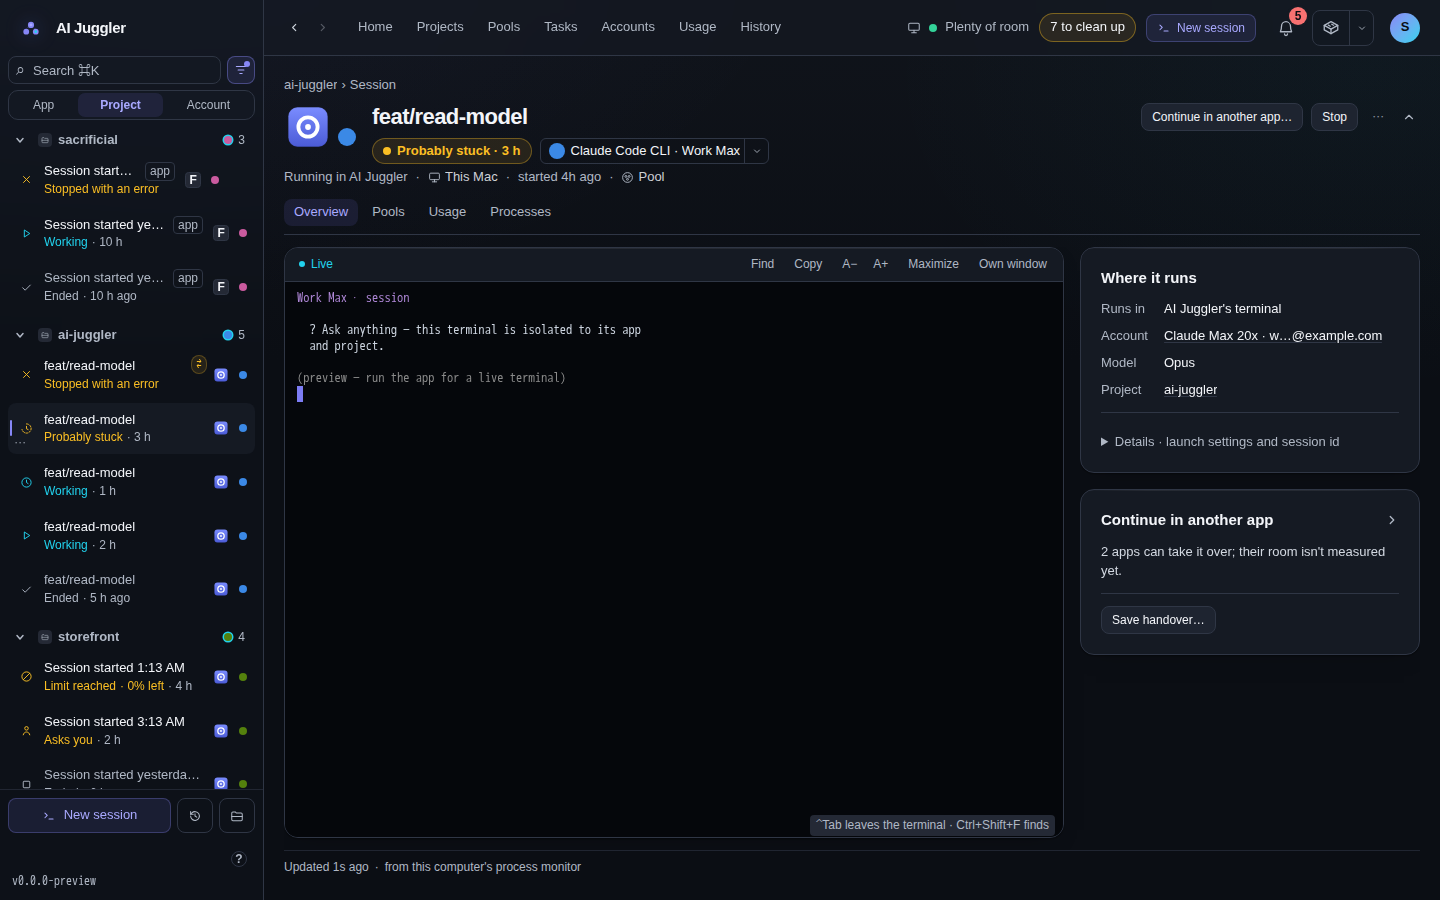 AI Juggler
Search ⌘K
App
Project
Account
sacrificial
3
Session start…
app
F
Stopped with an error
Session started ye…
app
F
Working · 10 h
Session started ye…
app
F
Ended · 10 h ago
ai-juggler
5
feat/read-model
Stopped with an error
feat/read-model
Probably stuck · 3 h
feat/read-model
Working · 1 h
feat/read-model
Working · 2 h
feat/read-model
Ended · 5 h ago
storefront
4
Session started 1:13 AM
Limit reached · 0% left · 4 h
Session started 3:13 AM
Asks you · 2 h
Session started yesterda…
New session
?
v0.0.0-preview
Home
Projects
Pools
Tasks
Accounts
Usage
History
Plenty of room
7 to clean up
New session
5
S
ai-juggler › Session
feat/read-model
Continue in another app…
Stop
Probably stuck · 3 h
Claude Code CLI · Work Max
Running in AI Juggler · This Mac · started 4h ago · Pool
Overview
Pools
Usage
Processes
Live
Find
Copy
A−
A+
Maximize
Own window
Work Max · session
? Ask anything — this terminal is isolated to its app
and project.
(preview — run the app for a live terminal)
^Tab leaves the terminal · Ctrl+Shift+F finds
Where it runs
Runs in AI Juggler's terminal
Account Claude Max 20x · w…@example.com
Model Opus
Project ai-juggler
Details · launch settings and session id
Continue in another app
2 apps can take it over; their room isn't measured
yet.
Save handover…
Updated 1s ago · from this computer's process monitor